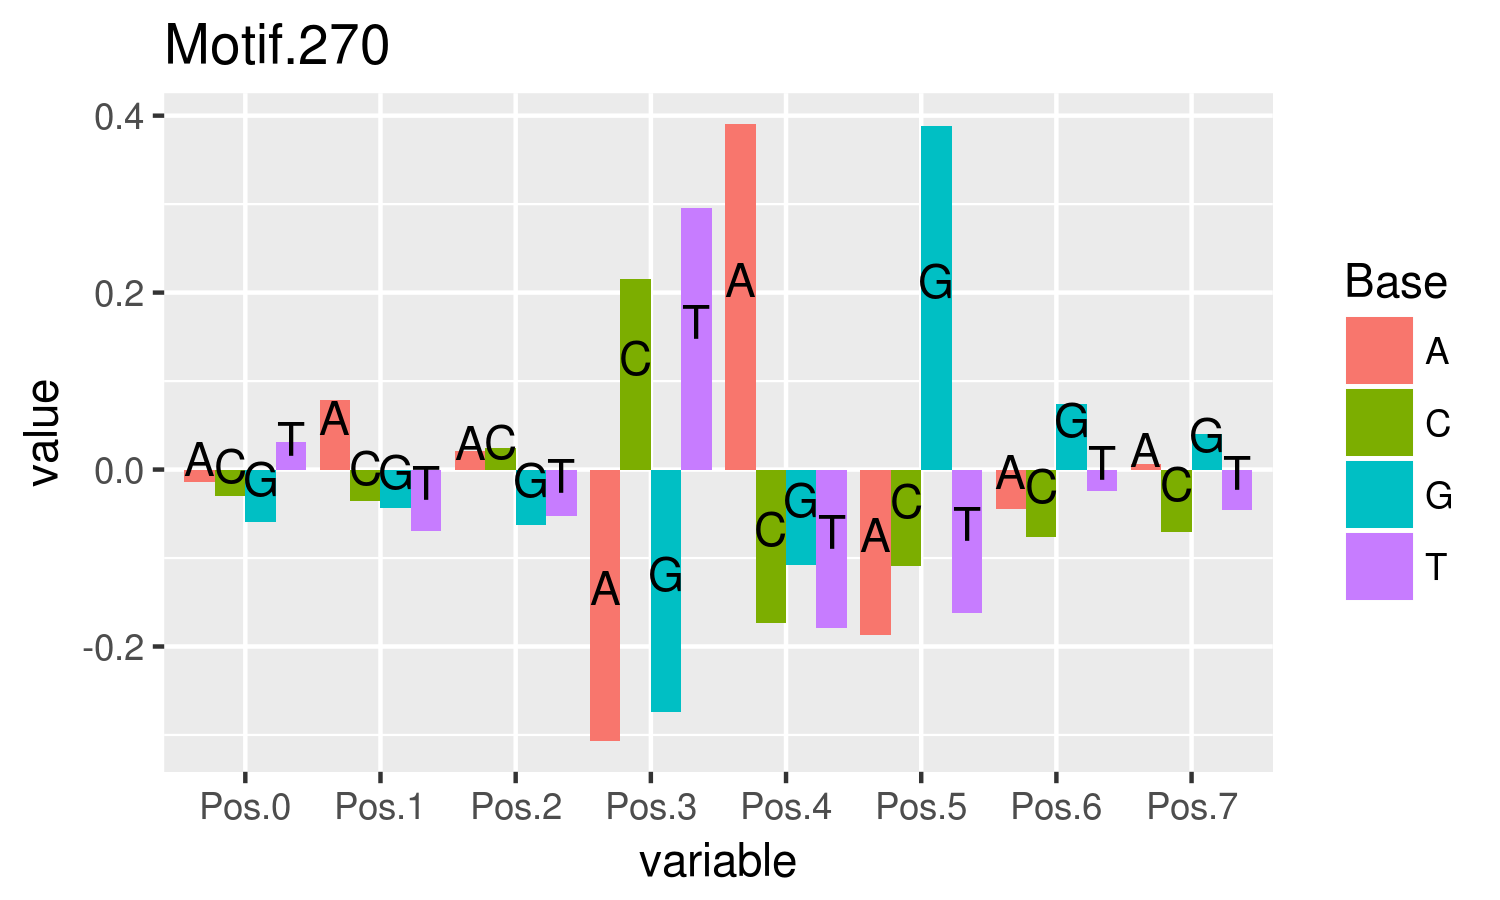 Motif.270
0.4
0.2
0.0
-0.2
value
A C G T A C G T A C G T A C G T A C G T A C G T A C G T A C G T
Pos.0 Pos.1 Pos.2 Pos.3 Pos.4 Pos.5 Pos.6 Pos.7
variable
Base
A
C
G
T